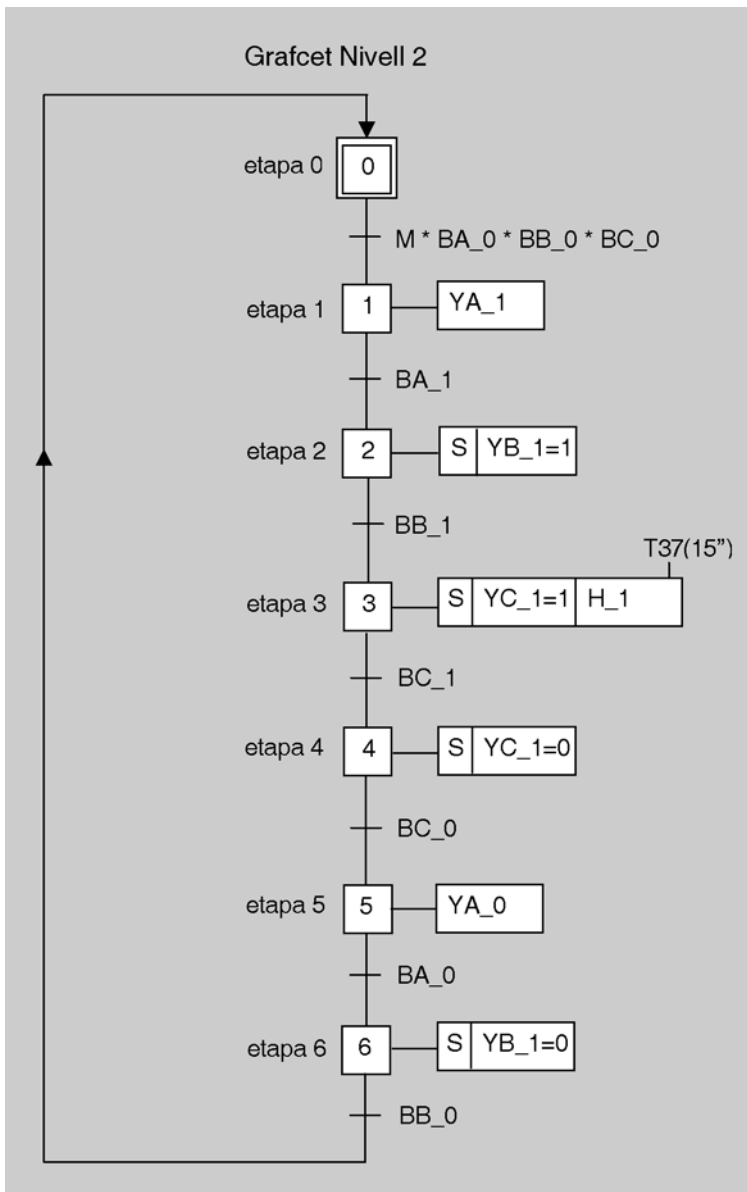 Grafcet Nivell 2
etapa 0 0
M * BA_0 * BB_0 * BC_0
etapa 1 1 YA_1
BA_1
etapa 2 2 S YB_1=1
BB_1
T37(15”)
etapa 3 3 S YC_1=1 H_1
BC_1
etapa 4 4 S YC_1=0
BC_0
etapa 5 5 YA_0
BA_0
etapa 6 6 S YB_1=0
BB_0